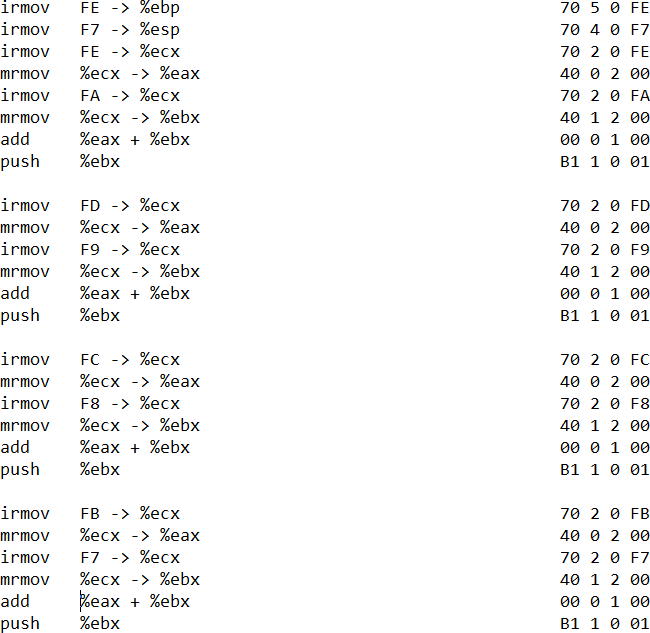 irmov FE -> %ebp 70 5 0 FE
irmov F7 -> %esp 70 4 0 F7
irmov FE -> %ecx 70 2 0 FE
mrmov %ecx -> %eax 40 0 2 00
irmov FA -> %ecx 70 2 0 FA
mrmov %ecx -> %ebx 40 1 2 00
add %eax + %ebx 00 0 1 00
push %ebx B1 1 0 01
irmov FD -> %ecx 70 2 0 FD
mrmov %ecx -> %eax 40 0 2 00
irmov F9 -> %ecx 70 2 0 F9
mrmov %ecx -> %ebx 40 1 2 00
add %eax + %ebx 00 0 1 00
push %ebx B1 1 0 01
irmov FC -> %ecx 70 2 0 FC
mrmov %ecx -> %eax 40 0 2 00
irmov F8 -> %ecx 70 2 0 F8
mrmov %ecx -> %ebx 40 1 2 00
add %eax + %ebx 00 0 1 00
push %ebx B1 1 0 01
irmov FB -> %ecx 70 2 0 FB
mrmov %ecx -> %eax 40 0 2 00
irmov F7 -> %ecx 70 2 0 F7
mrmov %ecx -> %ebx 40 1 2 00
add %eax + %ebx 00 0 1 00
push %ebx B1 1 0 01